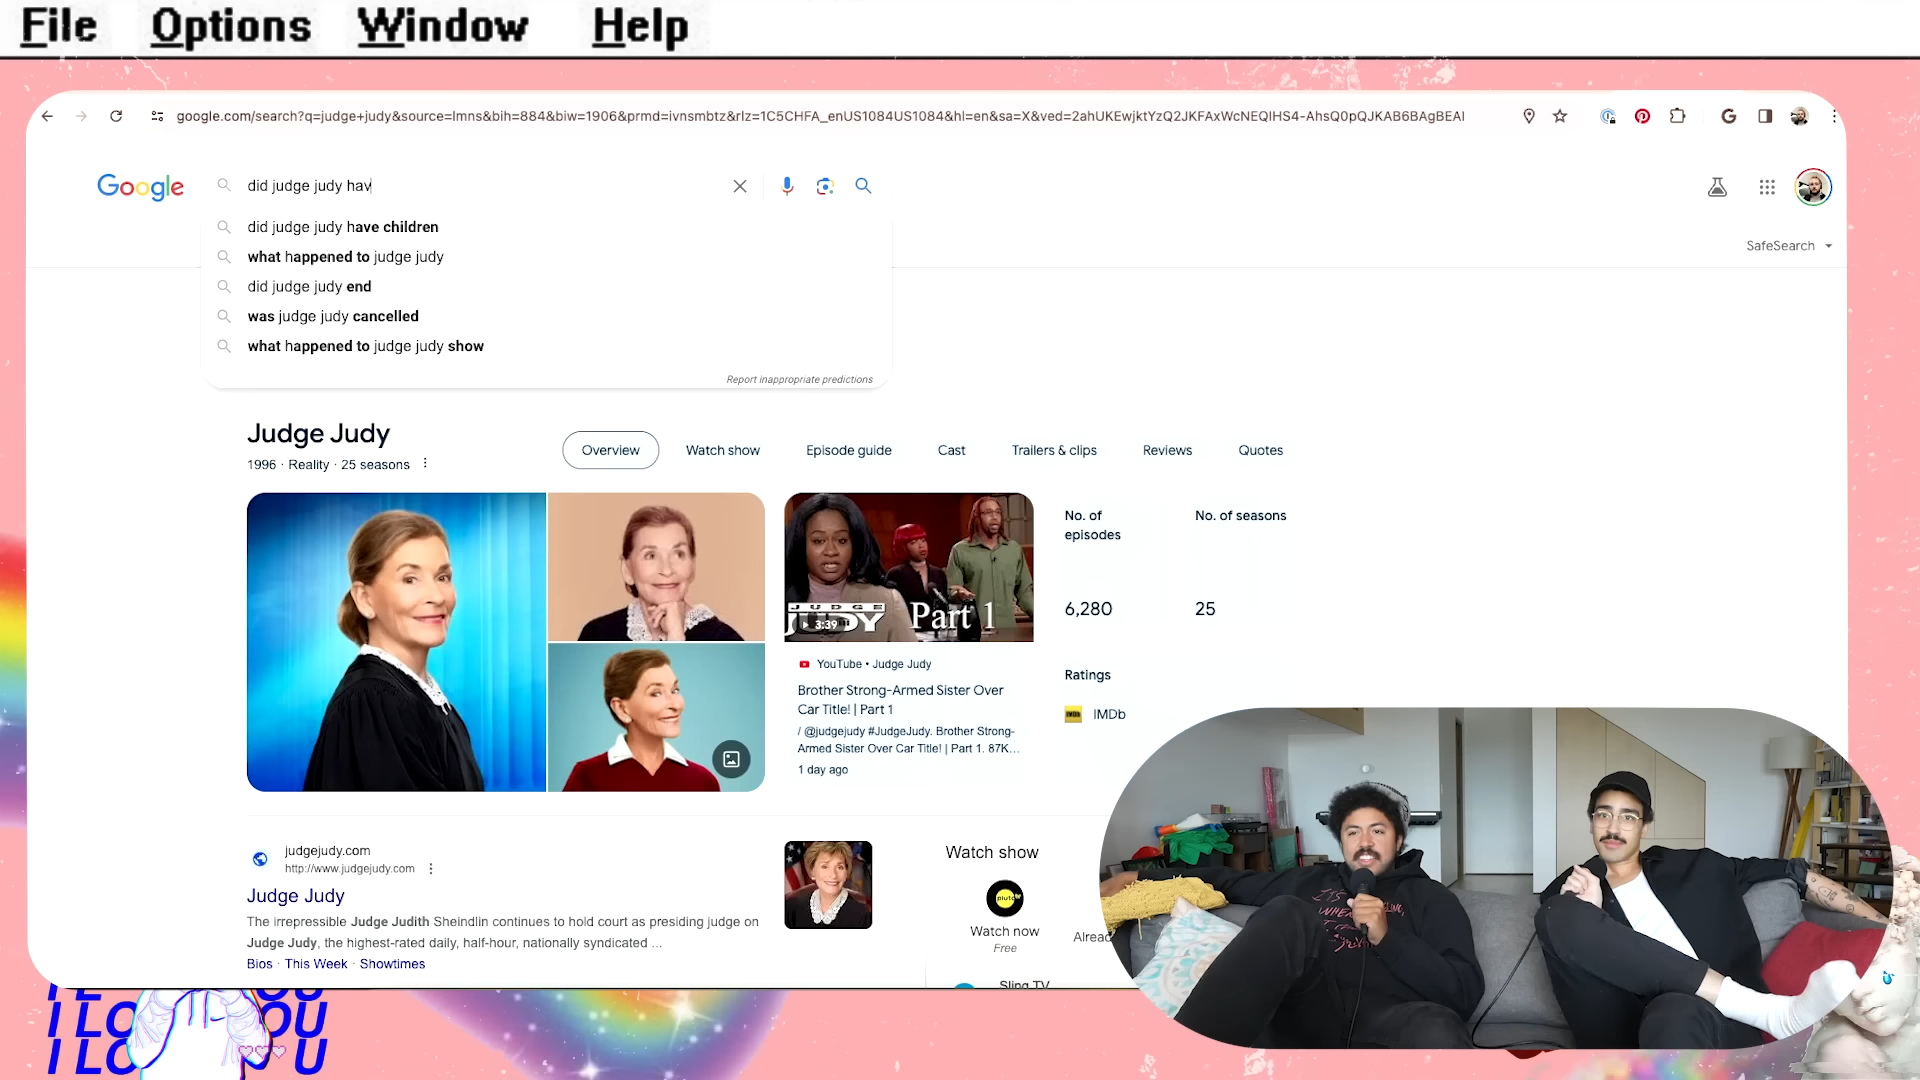 File Options Window Help
google.com/search?q=judge+judy&source=lmns&bih=884&biw=1906&prmd=ivnsmbtz&rlz=1C5CHFA_enUS1084US1084&hl=en&sa=X&ved=2ahUKEwjktYzQ2JKFAxWcNEQIHS4-AhsQ0pQJKAB6BAgBEAI
Google
did judge judy hav
did judge judy have children
what happened to judge judy
did judge judy end
was judge judy cancelled
what happened to judge judy show
Report inappropriate predictions
SafeSearch
Judge Judy
1996 · Reality · 25 seasons
Overview
Watch show
Episode guide
Cast
Trailers & clips
Reviews
Quotes
JUDGE
JUDY
Part 1
3:39
YouTube • Judge Judy
Brother Strong-Armed Sister Over
Car Title! | Part 1
/ @judgejudy #JudgeJudy. Brother Strong-
Armed Sister Over Car Title! | Part 1. 87K...
1 day ago
No. of
episodes
No. of seasons
6,280
25
Ratings
IMDb
IMDb
judgejudy.com
http://www.judgejudy.com
Judge Judy
The irrepressible Judge Judith Sheindlin continues to hold court as presiding judge on
Judge Judy, the highest-rated daily, half-hour, nationally syndicated ...
Bios · This Week · Showtimes
Watch show
pluto
Watch now
Free
Alread
Sling TV
I LO OU
I LO U